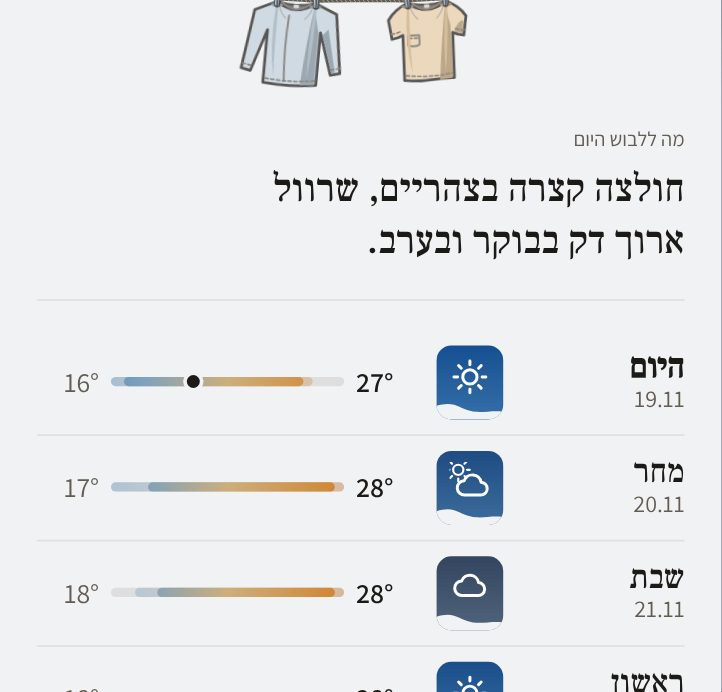 מה ללבוש היום
חולצה קצרה בצהריים, שרוול
ארוך דק בבוקר ובערב.
היום
19.11
27°
16°
מחר
20.11
28°
17°
שבת
21.11
28°
18°
ראשון